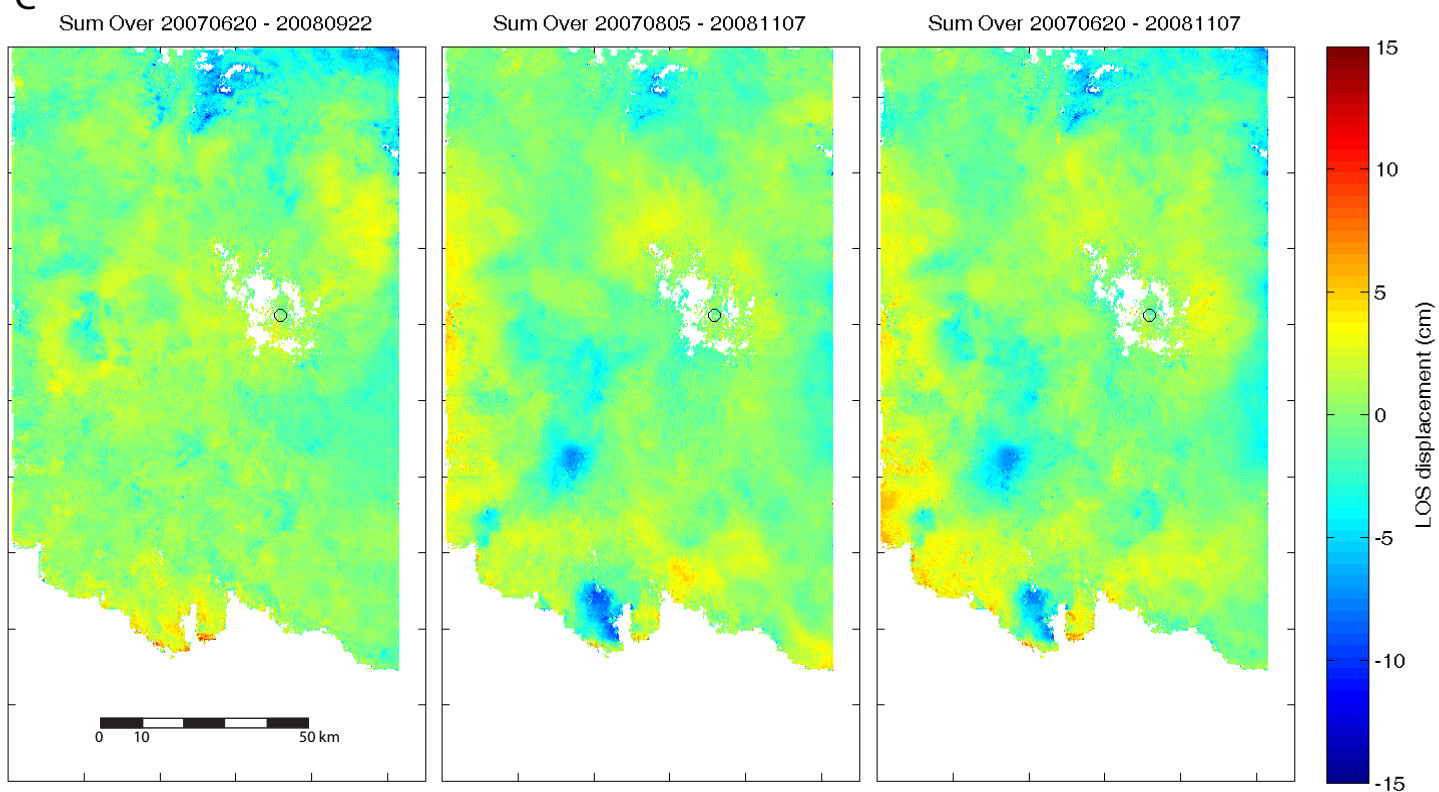 C
Sum Over 20070620 - 20080922
Sum Over 20070805 - 20081107
Sum Over 20070620 - 20081107
15
10
5
0
-5
-10
-15
LOS displacement (cm)
0 10 50 km